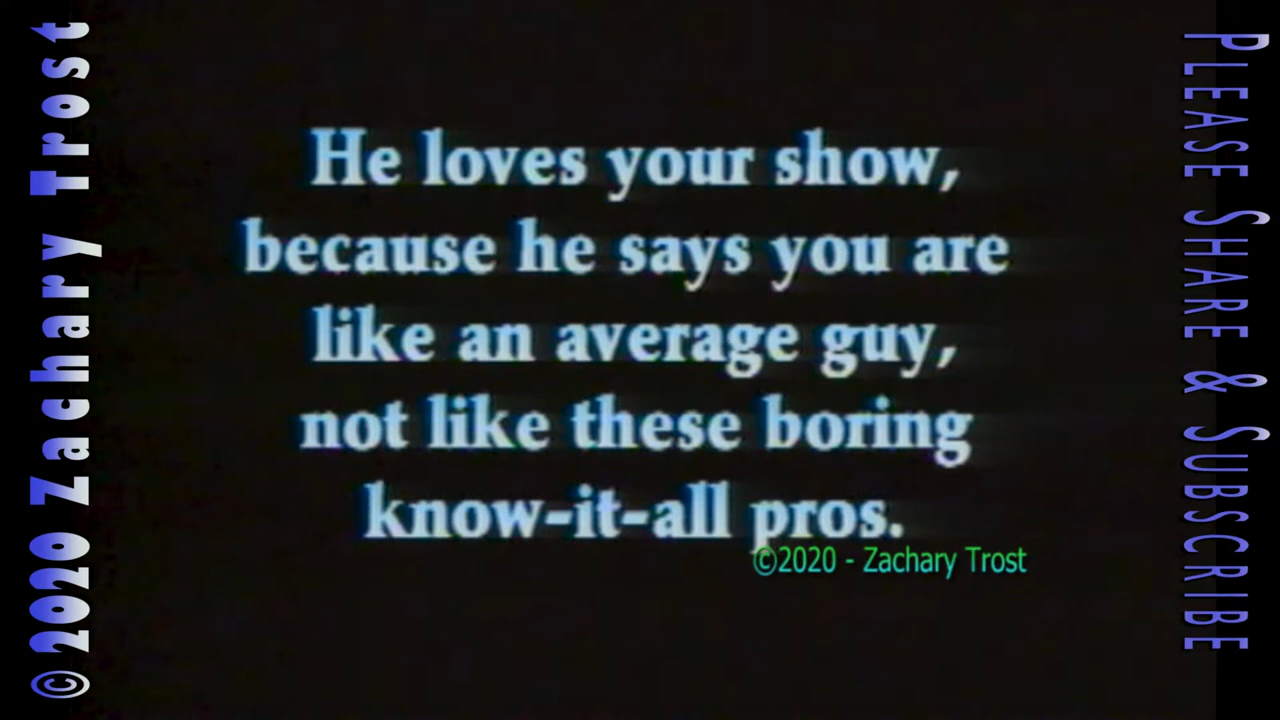 © 2020 Zachary Trost
He loves your show,
because he says you are
like an average guy,
not like these boring
know-it-all pros.
©2020 - Zachary Trost
PLEASE SHARE & SUBSCRIBE